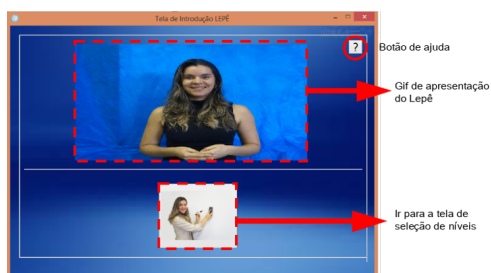 Tela de Introdução LEPÊ
?
Botão de ajuda
Gif de apresentação
do Lepê
Ir para a tela de
seleção de níveis